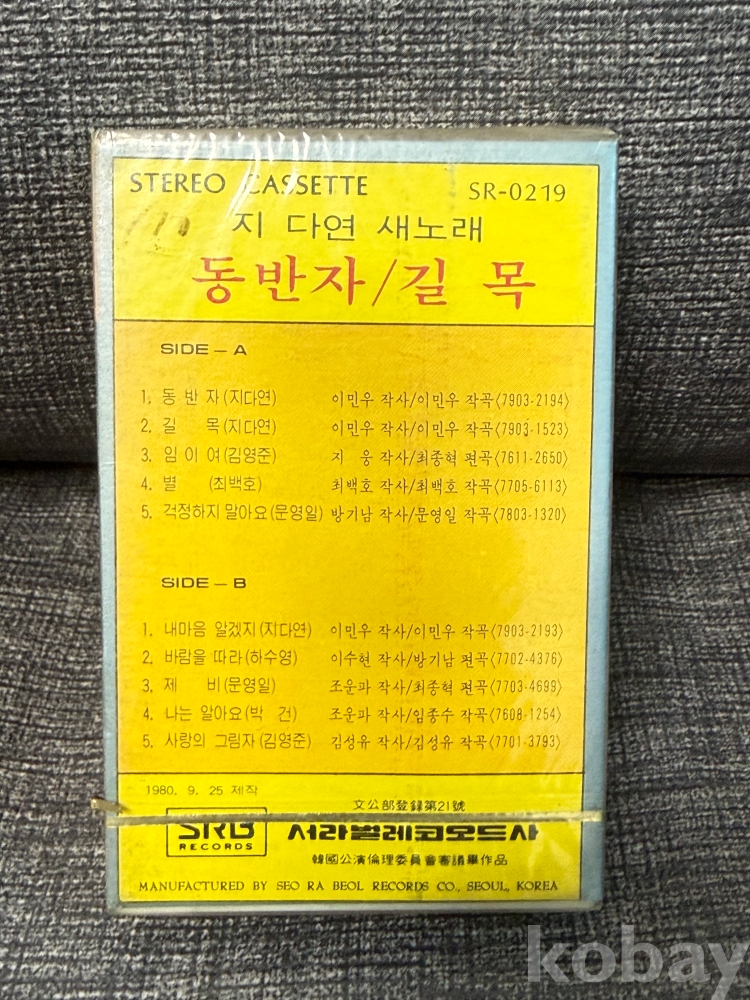 STEREO CASSETTE SR-0219
지 다연 새노래
동반자/길 목
SIDE – A
1. 동 반 자 (지다연) 이민우 작사/이민우 작곡〈7903-2194〉
2. 길 목 (지다연) 이민우 작사/이민우 작곡〈7903-1523〉
3. 임 이 여 (김영준) 지 웅 작사/최종혁 편곡〈7611-2650〉
4. 별 (최백호) 최백호 작사/최백호 작곡〈7705-6113〉
5. 걱정하지 말아요 (문영일) 방기남 작사/문영일 작곡〈7803-1320〉
SIDE – B
1. 내마음 알겠지 (지다연) 이민우 작사/이민우 작곡〈7903-2193〉
2. 바람을 따라 (하수영) 이수현 작사/방기남 편곡〈7702-4376〉
3. 제 비 (문영일) 조운파 작사/최종혁 편곡〈7703-4699〉
4. 나는 알아요 (박 건) 조운파 작사/임종수 작곡〈7608-1254〉
5. 사랑의 그림자 (김영준) 김성유 작사/김성유 작곡〈7701-3793〉
1980. 9. 25 제작
文公部登録第21號
SRB RECORDS 서라벌레코오드사
韓國公演倫理委員會審議畢作品
MANUFACTURED BY SEO RA BEOL RECORDS CO., SEOUL, KOREA
kobay